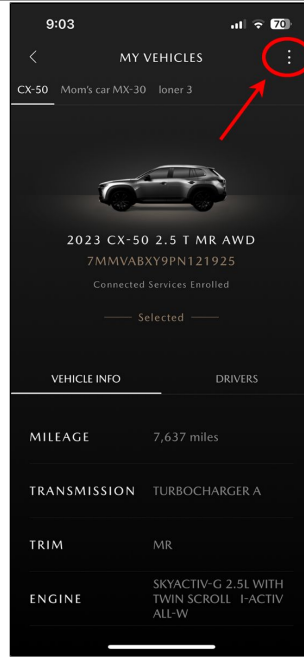 9:03 70
MY VEHICLES
CX-50 Mom's car MX-30 loner 3
2023 CX-50 2.5 T MR AWD
7MMVABXY9PN121925
Connected Services Enrolled
Selected
VEHICLE INFO DRIVERS
MILEAGE 7,637 miles
TRANSMISSION TURBOCHARGER A
TRIM MR
SKYACTIV-G 2.5L WITH
ENGINE TWIN SCROLL I-ACTIV
ALL-W